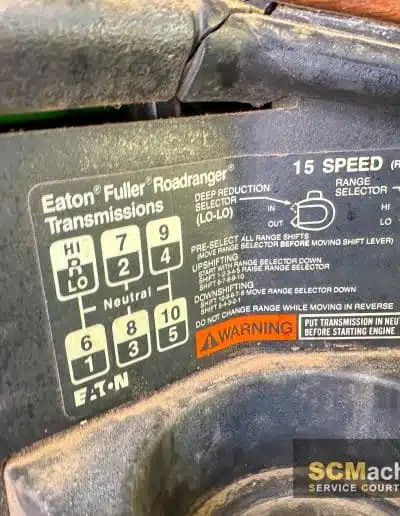 15 SPEED (R
Eaton® Fuller® Roadranger®
Transmissions
DEEP REDUCTION
SELECTOR
(LO-LO)
IN
OUT
RANGE
SELECTOR
HI
LO
HI
R
LO
7
2
9
4
Neutral
6
1
8
3
10
5
PRE-SELECT ALL RANGE SHIFTS
(MOVE RANGE SELECTOR BEFORE MOVING SHIFT LEVER)
UPSHIFTING
START WITH RANGE SELECTOR DOWN
SHIFT 1-2-3-4-5 RAISE RANGE SELECTOR
SHIFT 6-7-8-9-10
DOWNSHIFTING
SHIFT 10-9-8-7-6 MOVE RANGE SELECTOR DOWN
SHIFT 5-4-3-2-1
DO NOT CHANGE RANGE WHILE MOVING IN REVERSE
WARNING
PUT TRANSMISSION IN NEUT
BEFORE STARTING ENGINE
EATON
SCMach
SERVICE COURT